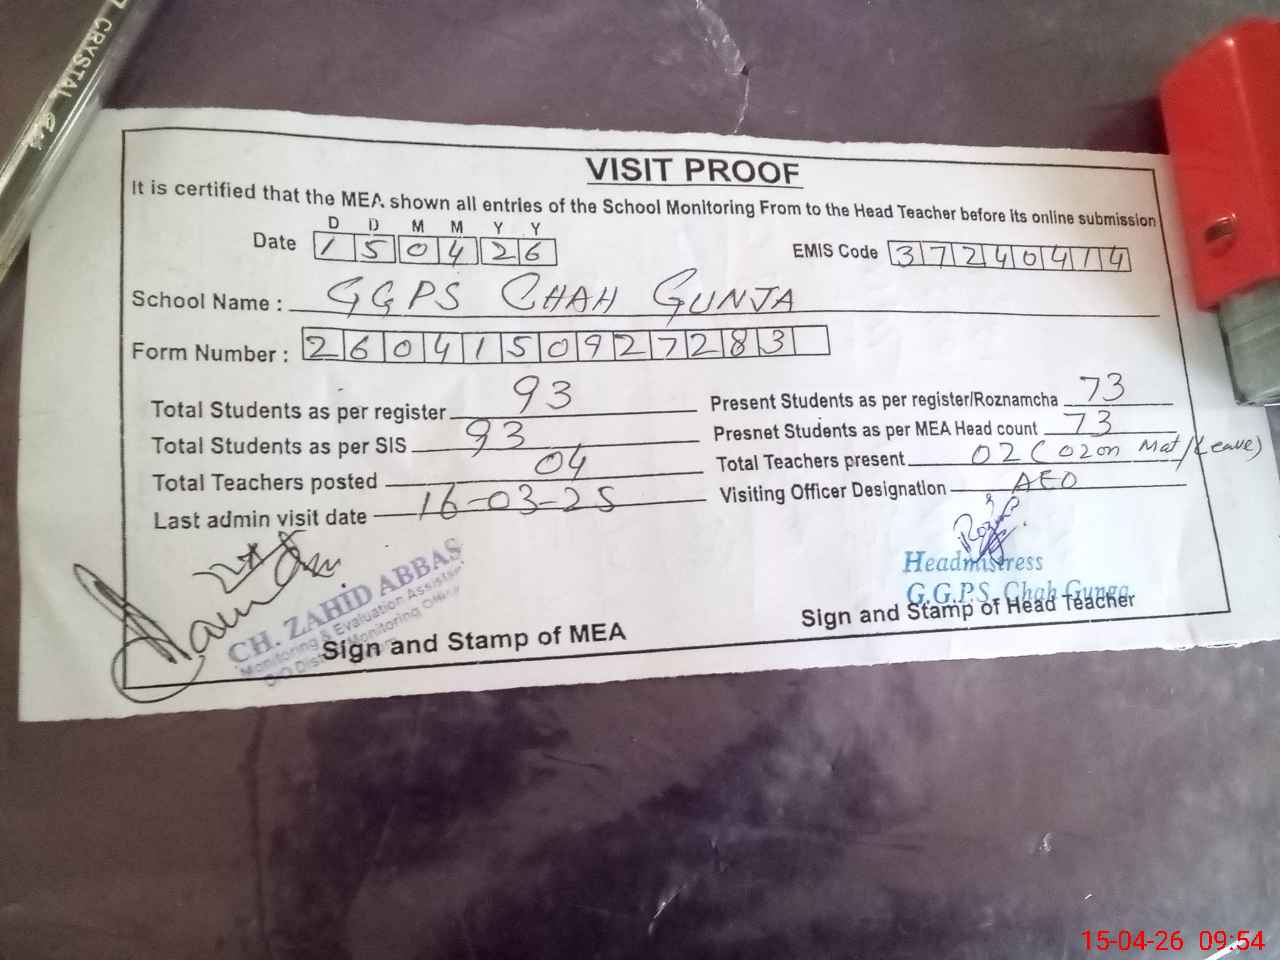 CRYSTAL
VISIT PROOF
It is certified that the MEA shown all entries of the School Monitoring From to the Head Teacher before its online submission
D D M M Y Y
Date 1 5 0 4 2 6
EMIS Code 3 7 2 4 0 4 1 4
School Name : GGPS CHAH GUNJA
Form Number : 2 6 0 4 1 5 0 9 2 7 2 8 3
Total Students as per register 93
Present Students as per register/Roznamcha 73
Total Students as per SIS 93
Presnet Students as per MEA Head count 73
Total Teachers posted 04
Total Teachers present 02 (02 on Mat/Leave)
Last admin visit date 16-03-25
Visiting Officer Designation AEO
CH. ZAHID ABBAS
Monitoring & Evaluation Assistant
Sign and Stamp of MEA
Headmistress
G.G.P.S. Chah Gunga
Sign and Stamp of Head Teacher
15-04-26 09:54